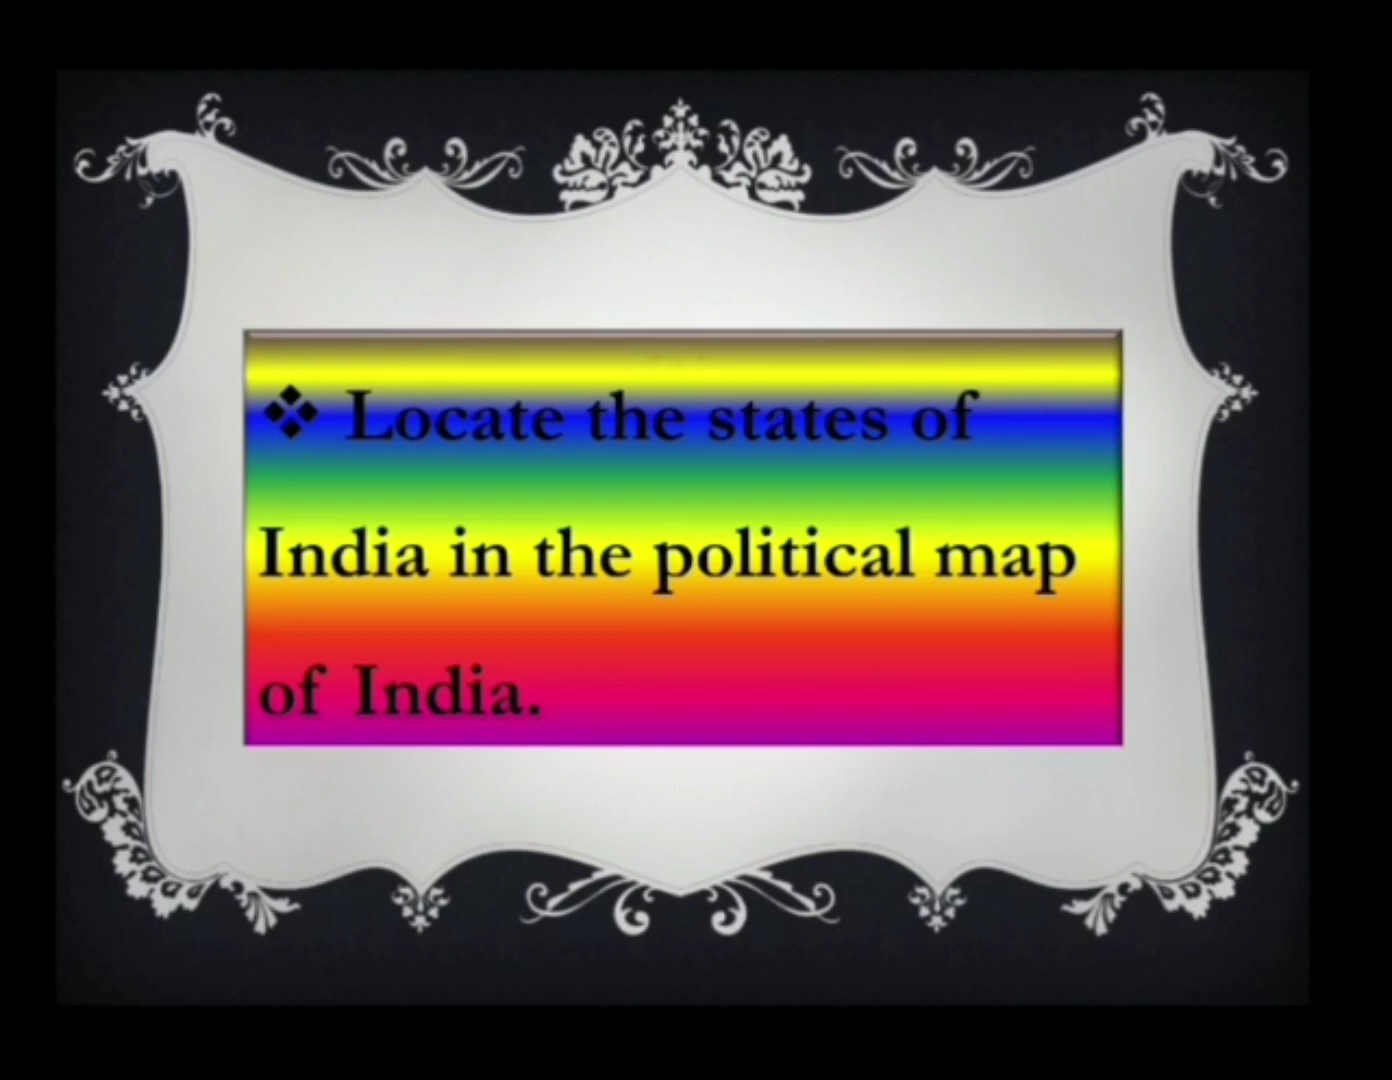 ❖ Locate the states of
India in the political map
of India.